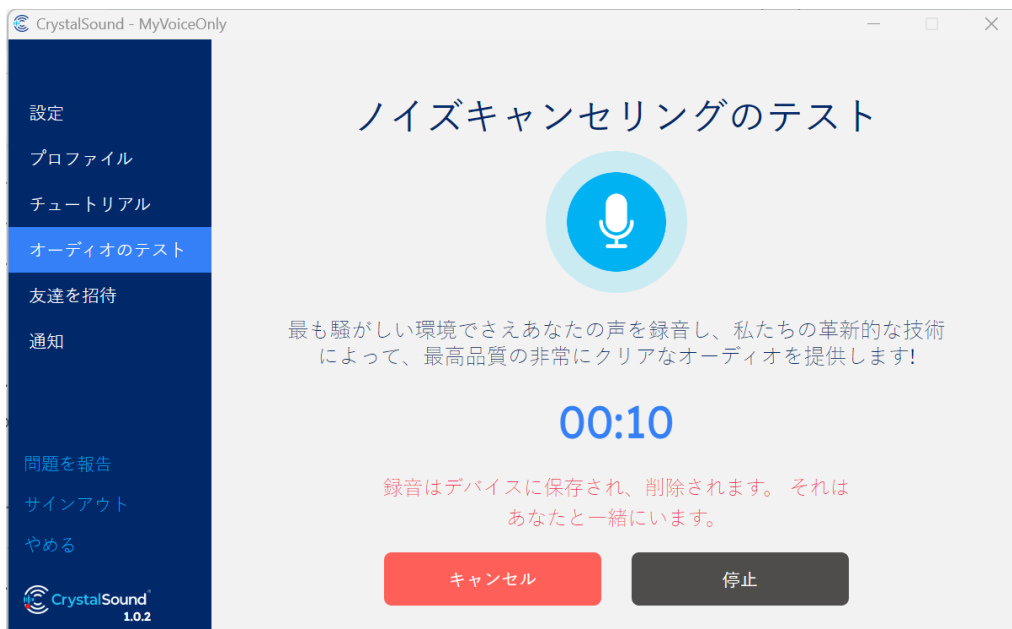 CrystalSound - MyVoiceOnly
設定
プロファイル
チュートリアル
オーディオのテスト
友達を招待
通知
問題を報告
サインアウト
やめる
CrystalSound
1.0.2
ノイズキャンセリングのテスト
最も騒がしい環境でさえあなたの声を録音し、私たちの革新的な技術
によって、最高品質の非常にクリアなオーディオを提供します!
00:10
録音はデバイスに保存され、削除されます。 それは
あなたと一緒にいます。
キャンセル
停止